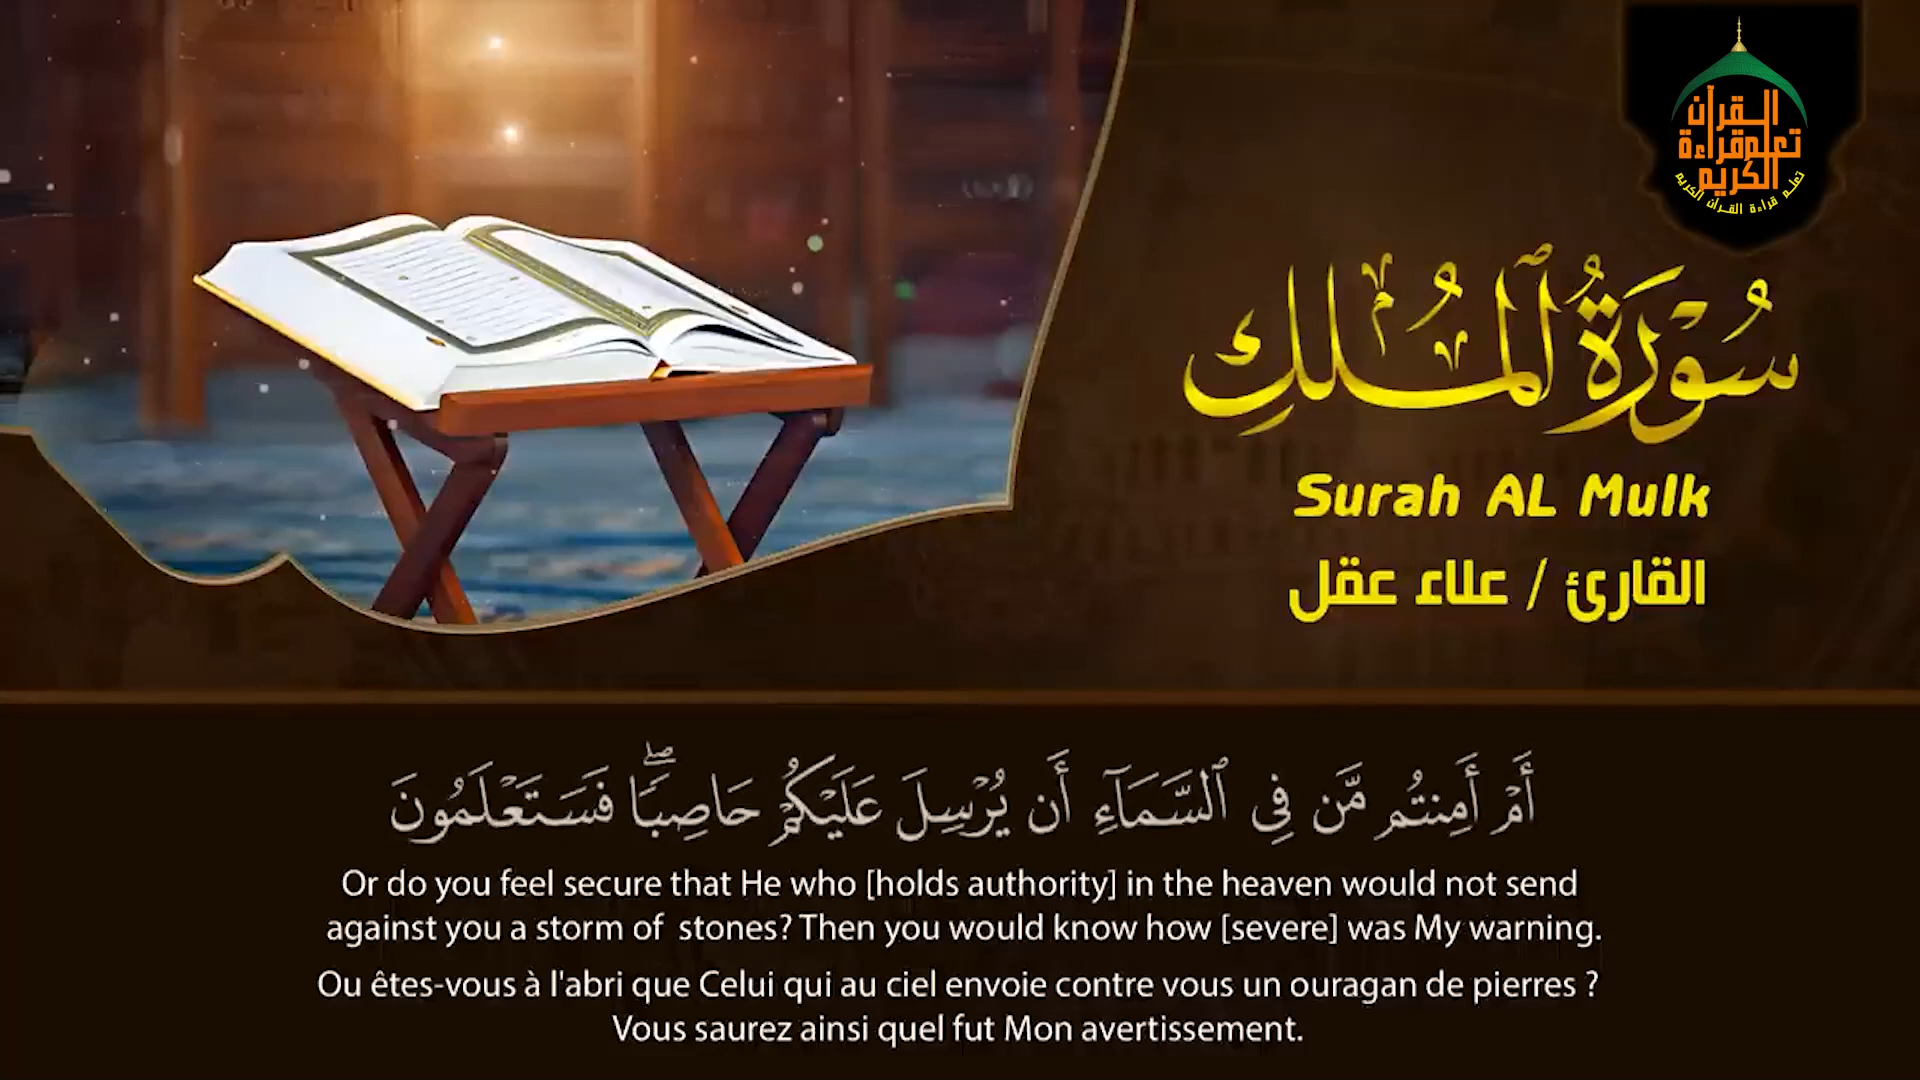 القرآن
تعلم قراءة
الكريم
تعلم قراءة القرآن الكريم
سُورَةُ ٱلْمُلْكِ
Surah AL Mulk
القارئ / علاء عقل
أَمْ أَمِنتُم مَّن فِى ٱلسَّمَآءِ أَن يُرْسِلَ عَلَيْكُمْ حَاصِبًا ۖ فَسَتَعْلَمُونَ
Or do you feel secure that He who [holds authority] in the heaven would not send
against you a storm of stones? Then you would know how [severe] was My warning.
Ou êtes-vous à l'abri que Celui qui au ciel envoie contre vous un ouragan de pierres ?
Vous saurez ainsi quel fut Mon avertissement.